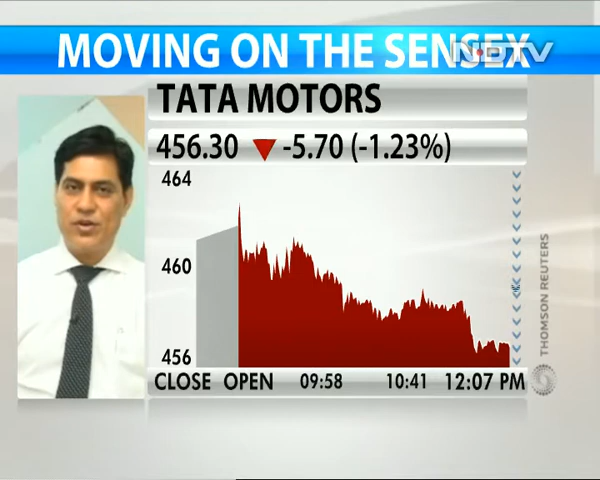 MOVING ON THE SENSEX
NDTV
TATA MOTORS
456.30 ▼ -5.70 (-1.23%)
464
460
456
CLOSE OPEN 09:58 10:41 12:07 PM
THOMSON REUTERS